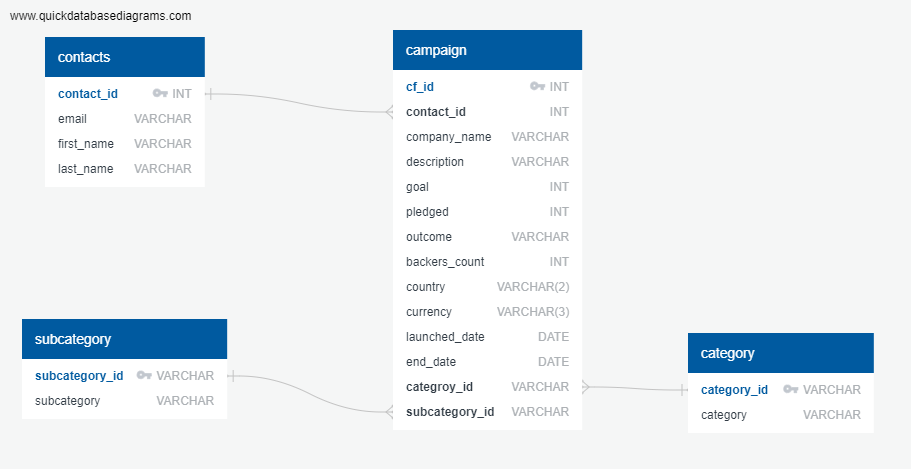 www.quickdatabasediagrams.com
contacts
contact_id INT
email VARCHAR
first_name VARCHAR
last_name VARCHAR
campaign
cf_id INT
contact_id INT
company_name VARCHAR
description VARCHAR
goal INT
pledged INT
outcome VARCHAR
backers_count INT
country VARCHAR(2)
currency VARCHAR(3)
launched_date DATE
end_date DATE
categroy_id VARCHAR
subcategory_id VARCHAR
subcategory
subcategory_id VARCHAR
subcategory VARCHAR
category
category_id VARCHAR
category VARCHAR